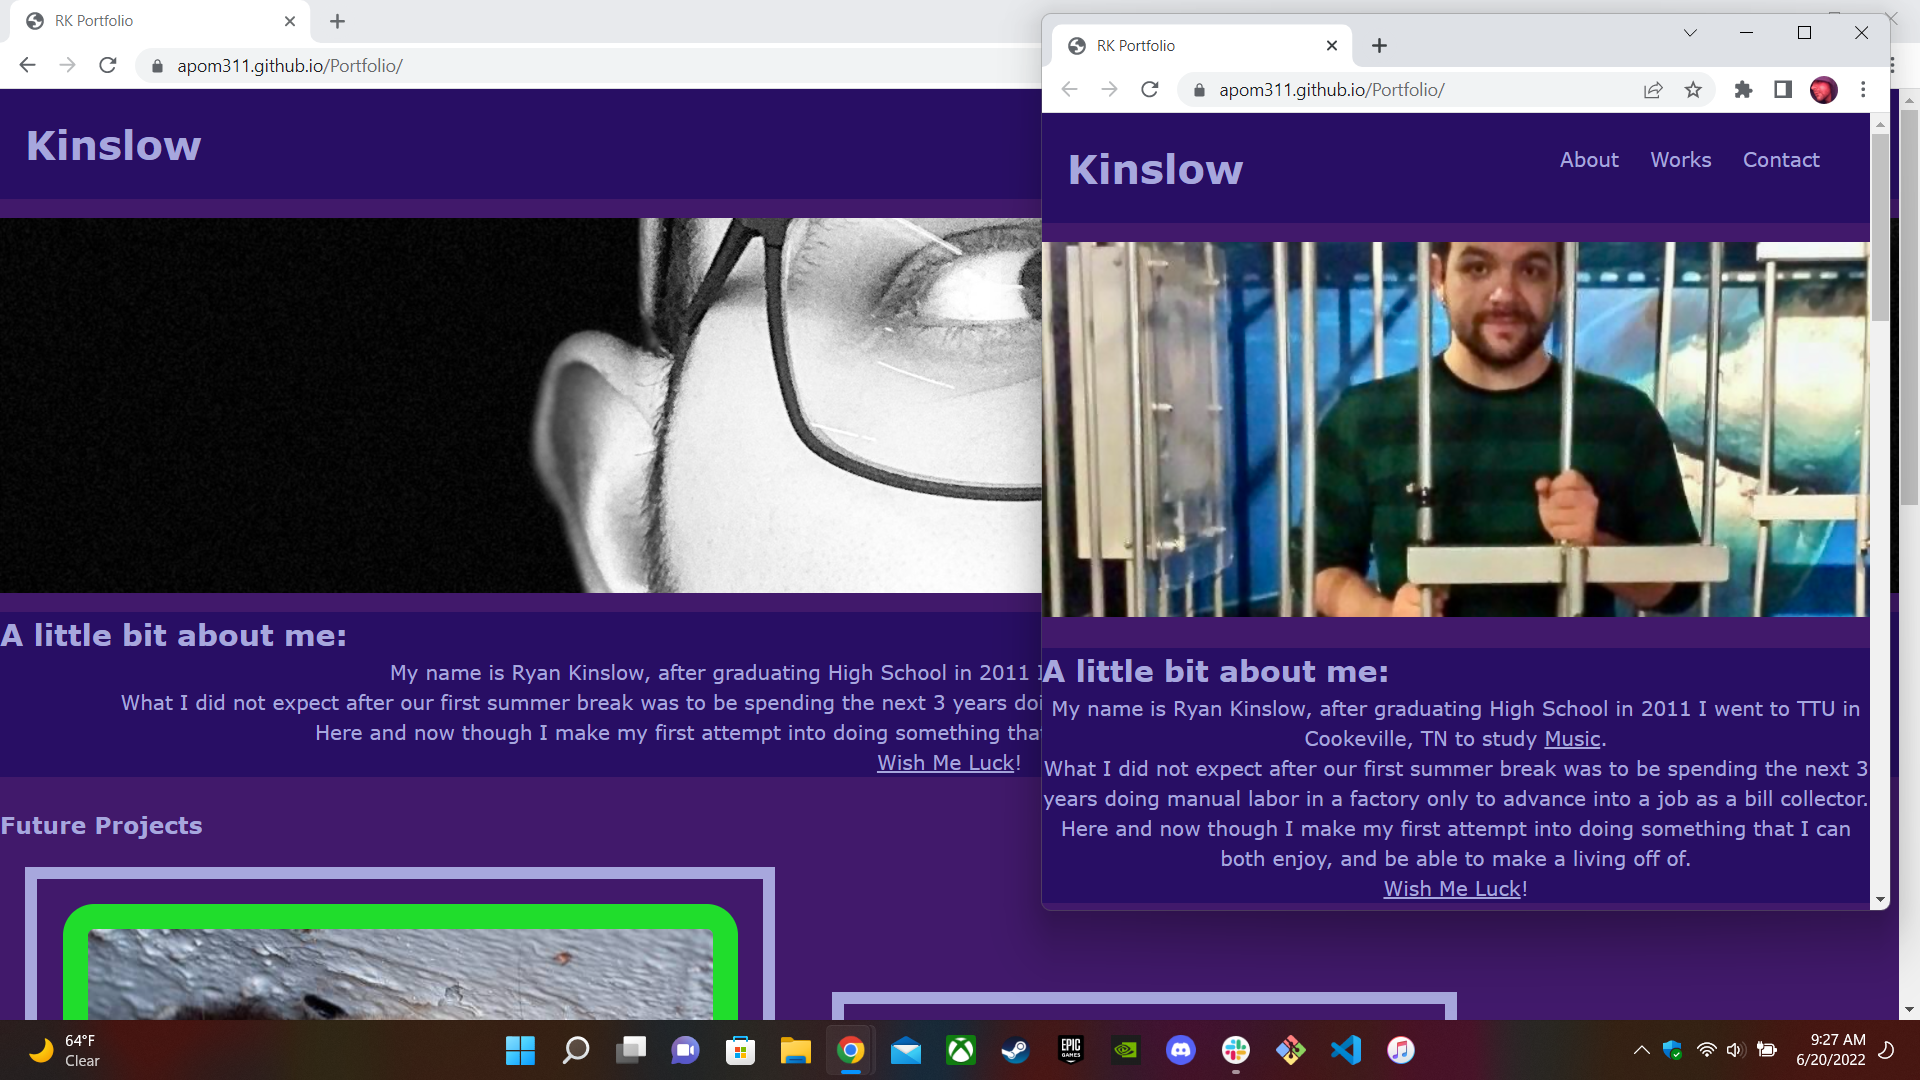 RK Portfolio
apom311.github.io/Portfolio/
Kinslow
A little bit about me:
My name is Ryan Kinslow, after graduating High School in 2011 I
What I did not expect after our first summer break was to be spending the next 3 years doi
Here and now though I make my first attempt into doing something tha
Wish Me Luck!
Future Projects
RK Portfolio
apom311.github.io/Portfolio/
Kinslow
About Works Contact
A little bit about me:
My name is Ryan Kinslow, after graduating High School in 2011 I went to TTU in
Cookeville, TN to study Music.
What I did not expect after our first summer break was to be spending the next 3
years doing manual labor in a factory only to advance into a job as a bill collector.
Here and now though I make my first attempt into doing something that I can
both enjoy, and be able to make a living off of.
Wish Me Luck!
64°F
Clear
EPIC
GAMES
9:27 AM
6/20/2022